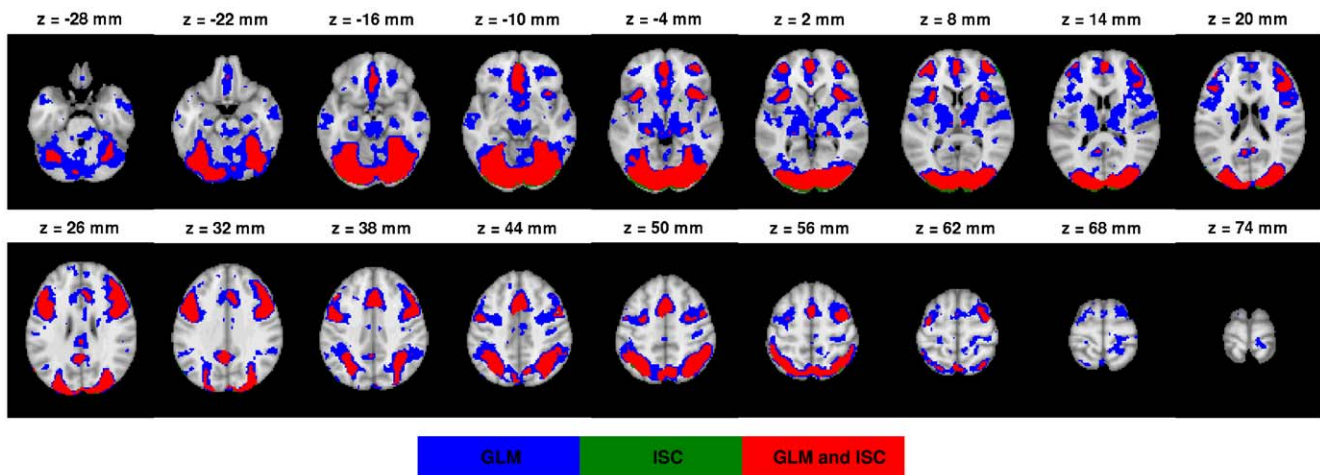 z = -28 mm z = -22 mm z = -16 mm z = -10 mm z = -4 mm z = 2 mm z = 8 mm z = 14 mm z = 20 mm
z = 26 mm z = 32 mm z = 38 mm z = 44 mm z = 50 mm z = 56 mm z = 62 mm z = 68 mm z = 74 mm
GLM ISC GLM and ISC